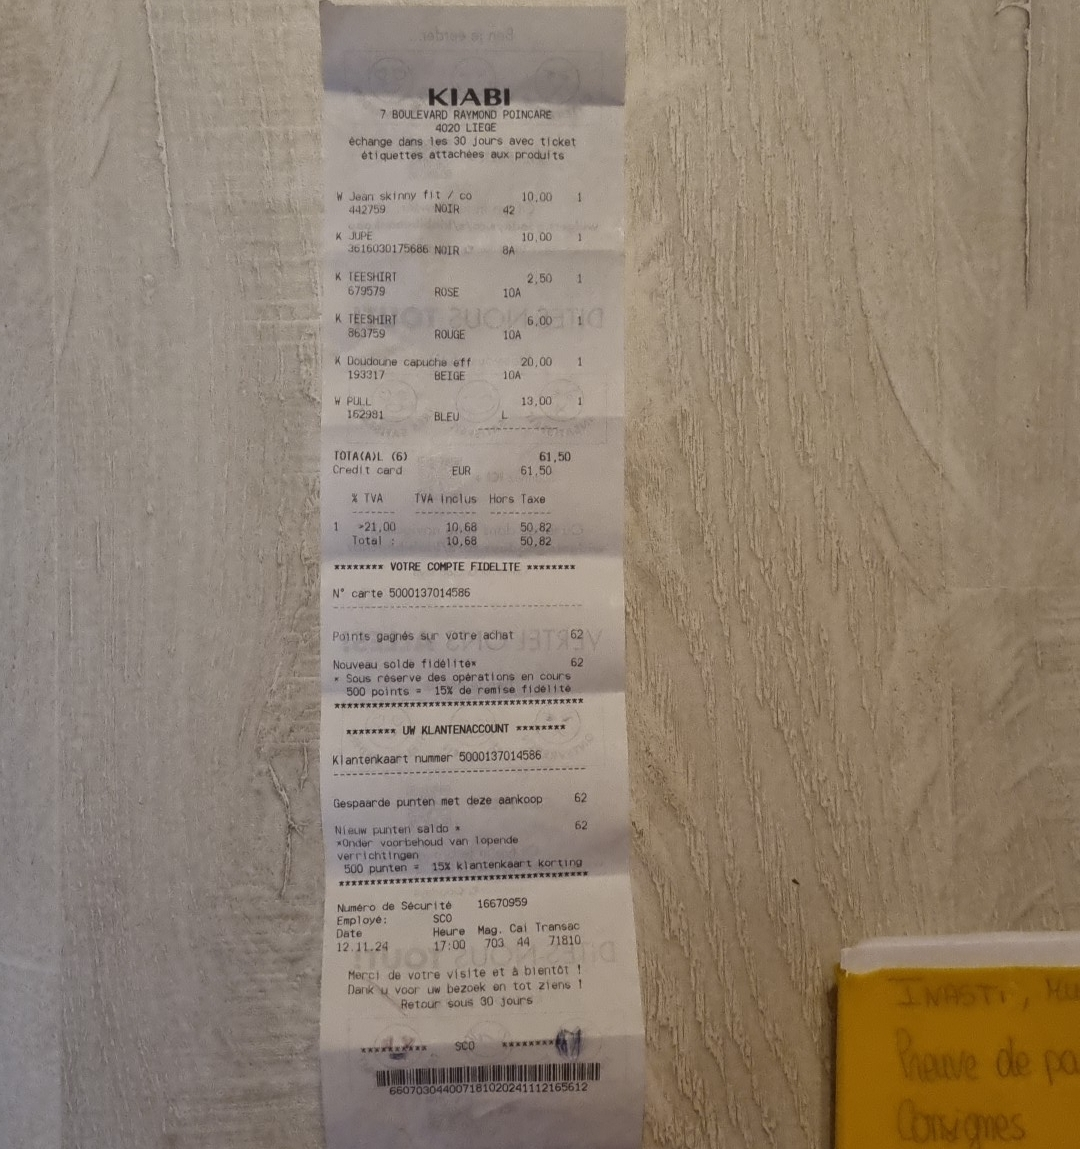 KIABI
7 BOULEVARD RAYMOND POINCARE
4020 LIEGE
échange dans les 30 jours avec ticket
étiquettes attachées aux produits
W Jean skinny fit / co 10,00 1
442759 NOIR 42
K JUPE 10,00 1
3616030175686 NOIR 8A
K TEESHIRT 2,50 1
679579 ROSE 10A
K TEESHIRT 6,00 1
863759 ROUGE 10A
K Doudoune capuche eff 20,00 1
193317 BEIGE 10A
W PULL 13,00 1
162981 BLEU L
------------
TOTA(A)L (6) 61,50
Credit card EUR 61,50
% TVA TVA inclus Hors Taxe
------- ---------- ----------
1 >21,00 10,68 50,82
Total : 10,68 50,82
******** VOTRE COMPTE FIDELITE ********
N° carte 5000137014586
----------------------------------------
Points gagnés sur votre achat 62
Nouveau solde fidélité* 62
* Sous réserve des opérations en cours
500 points = 15% de remise fidélité
****************************************
******** UW KLANTENACCOUNT ********
Klantenkaart nummer 5000137014586
----------------------------------------
Gespaarde punten met deze aankoop 62
Nieuw punten saldo * 62
*Onder voorbehoud van lopende
verrichtingen
500 punten = 15% klantenkaart korting
****************************************
Numéro de Sécurité 16670959
Employé: SCO
Date Heure Mag. Cai Transac
12.11.24 17:00 703 44 71810
Merci de votre visite et à bientôt !
Dank u voor uw bezoek en tot ziens !
Retour sous 30 jours
*********** SCO ***********
660703044007181020241112165612
INASTI,
Preuve de
Consignes